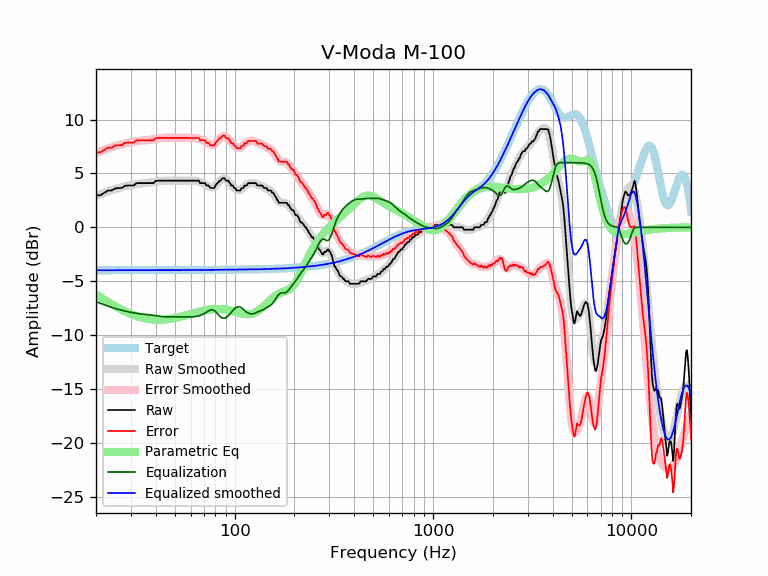 V-Moda M-100
10
5
0
−5
−10
−15
−20
−25
Amplitude (dBr)
Target
Raw Smoothed
Error Smoothed
Raw
Error
Parametric Eq
Equalization
Equalized smoothed
100 1000 10000
Frequency (Hz)